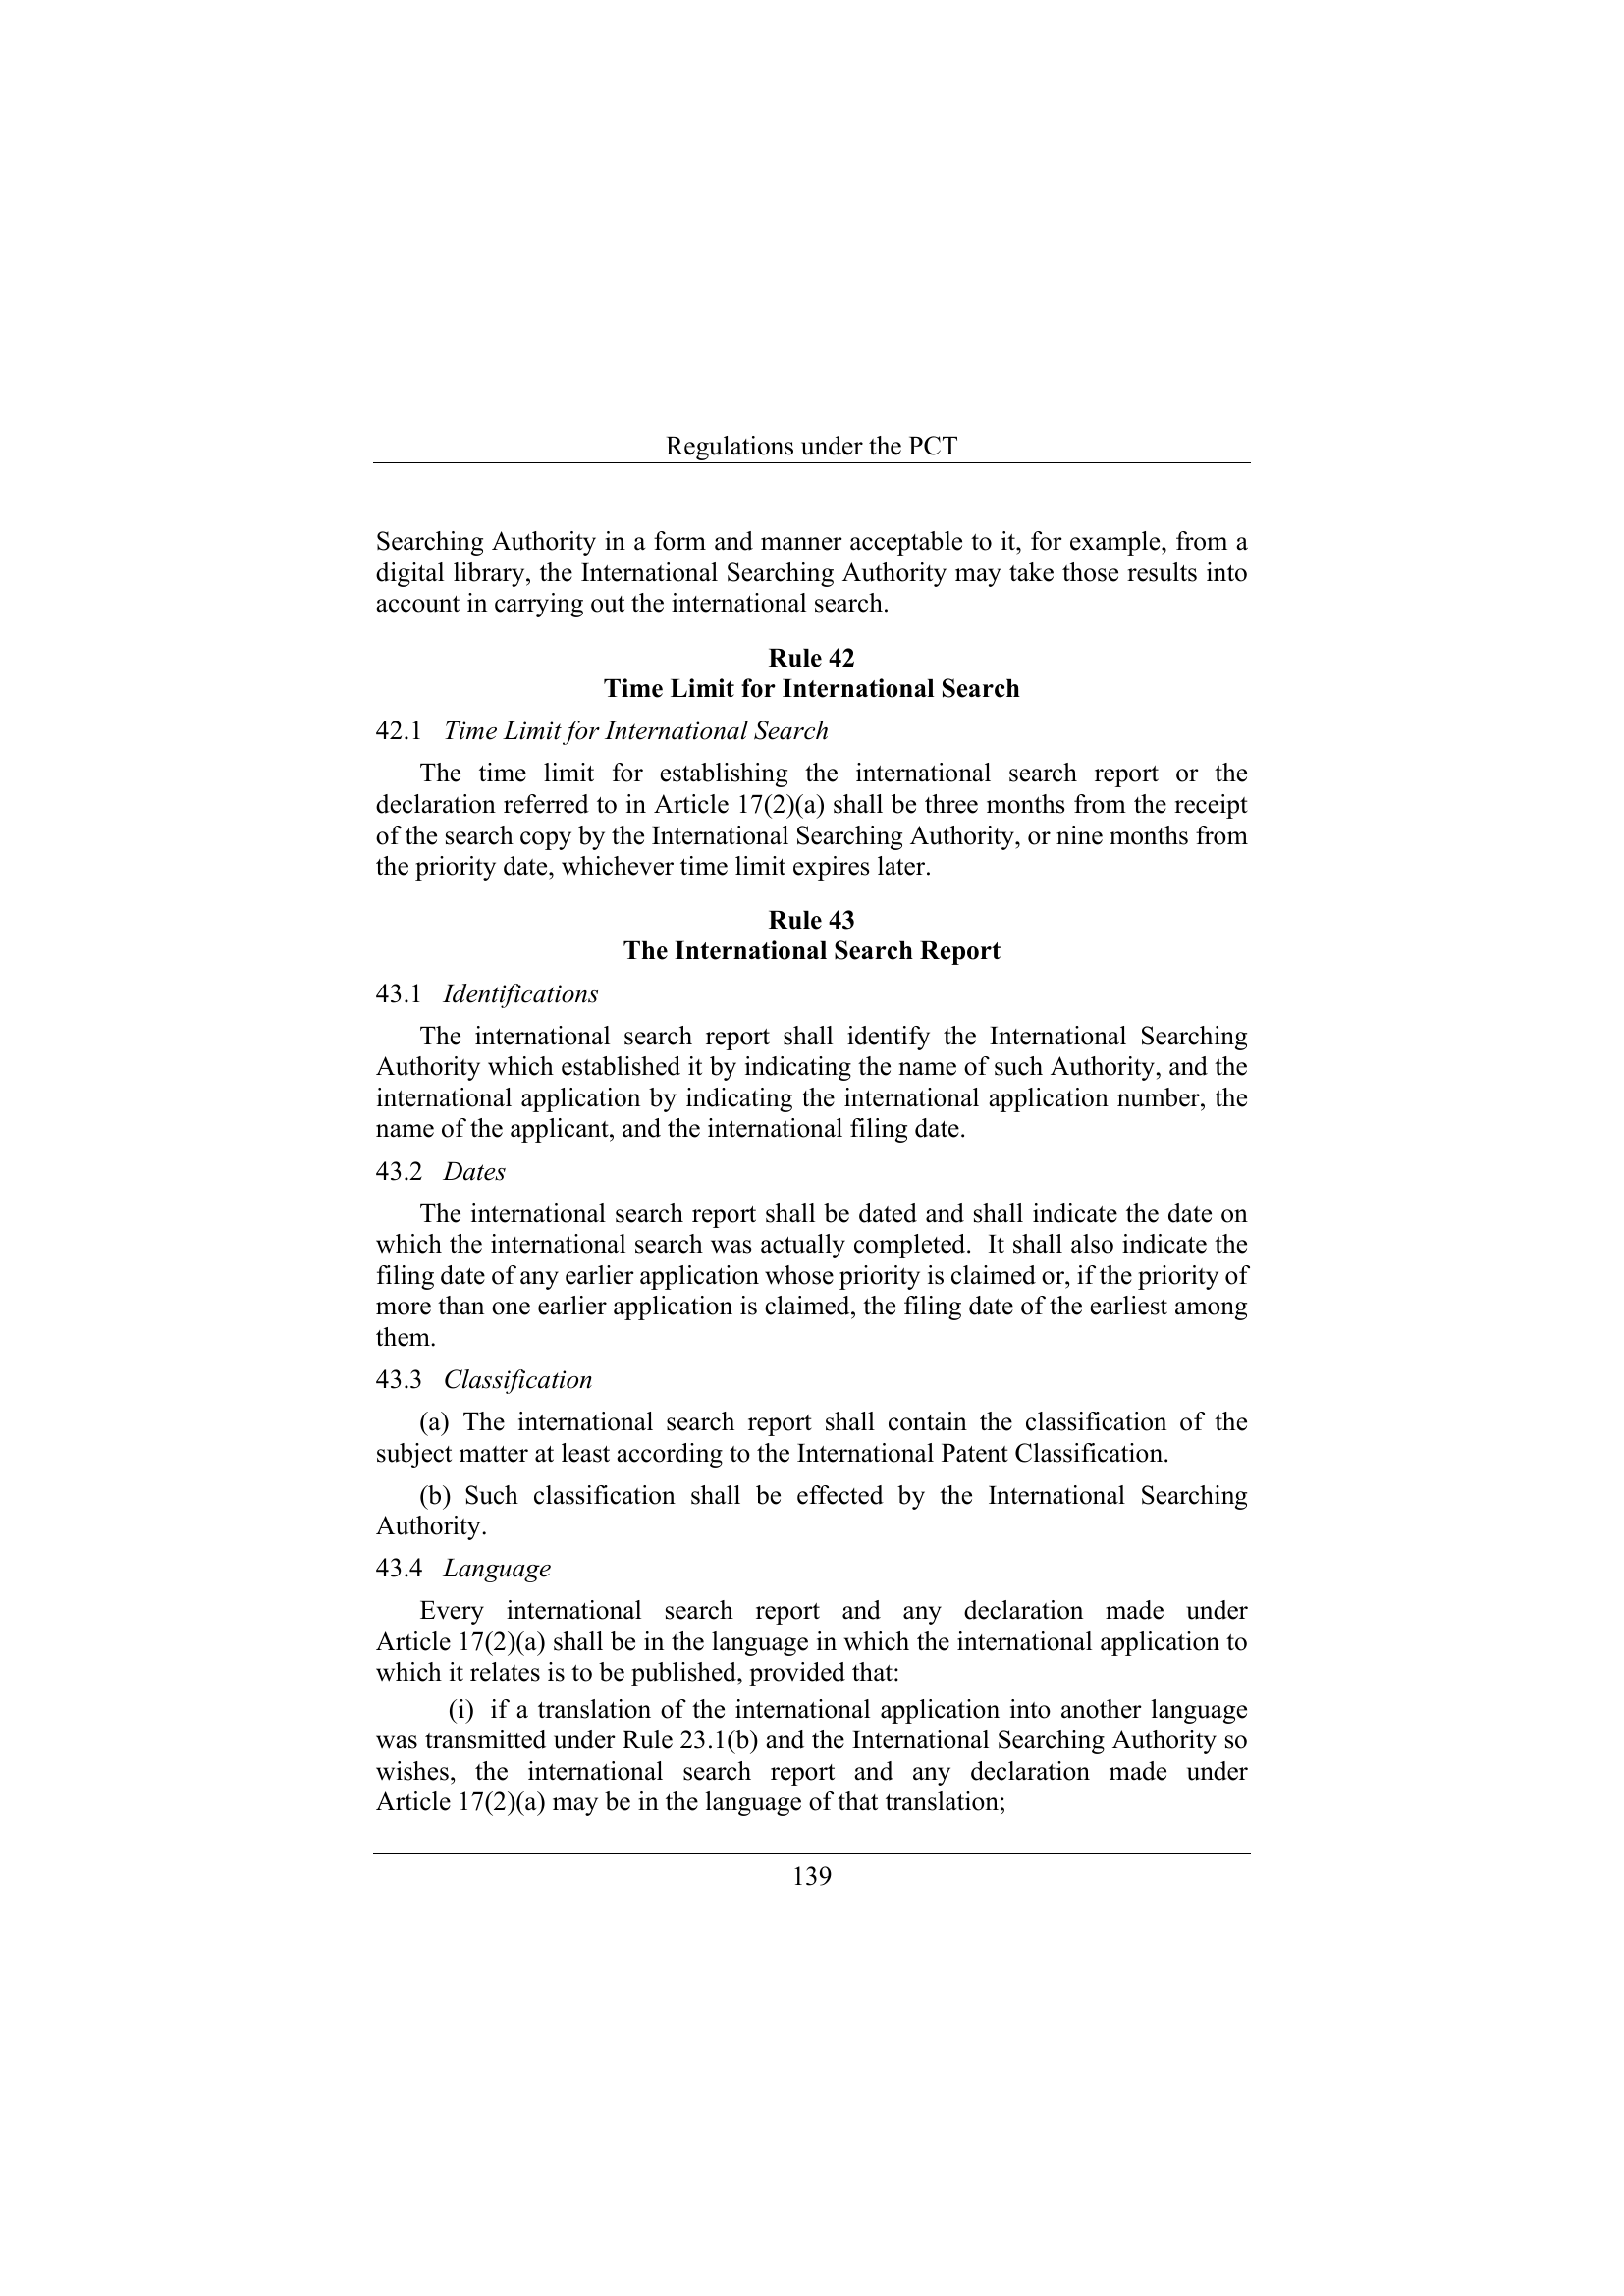 Regulations under the PCT
Searching Authority in a form and manner acceptable to it, for example, from a
digital library, the International Searching Authority may take those results into
account in carrying out the international search.
Rule 42
Time Limit for International Search
42.1 Time Limit for International Search
The time limit for establishing the international search report or the
declaration referred to in Article 17(2)(a) shall be three months from the receipt
of the search copy by the International Searching Authority, or nine months from
the priority date, whichever time limit expires later.
Rule 43
The International Search Report
43.1 Identifications
The international search report shall identify the International Searching
Authority which established it by indicating the name of such Authority, and the
international application by indicating the international application number, the
name of the applicant, and the international filing date.
43.2 Dates
The international search report shall be dated and shall indicate the date on
which the international search was actually completed. It shall also indicate the
filing date of any earlier application whose priority is claimed or, if the priority of
more than one earlier application is claimed, the filing date of the earliest among
them.
43.3 Classification
(a) The international search report shall contain the classification of the
subject matter at least according to the International Patent Classification.
(b) Such classification shall be effected by the International Searching
Authority.
43.4 Language
Every international search report and any declaration made under
Article 17(2)(a) shall be in the language in which the international application to
which it relates is to be published, provided that:
(i) if a translation of the international application into another language
was transmitted under Rule 23.1(b) and the International Searching Authority so
wishes, the international search report and any declaration made under
Article 17(2)(a) may be in the language of that translation;
139